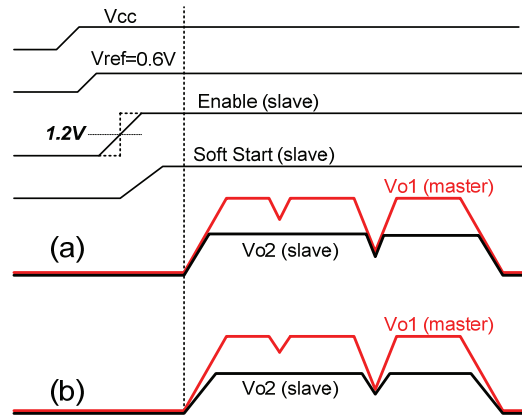 Vcc
Vref=0.6V
Enable (slave)
1.2V
Soft Start (slave)
Vo1 (master)
(a)
Vo2 (slave)
Vo1 (master)
(b)
Vo2 (slave)